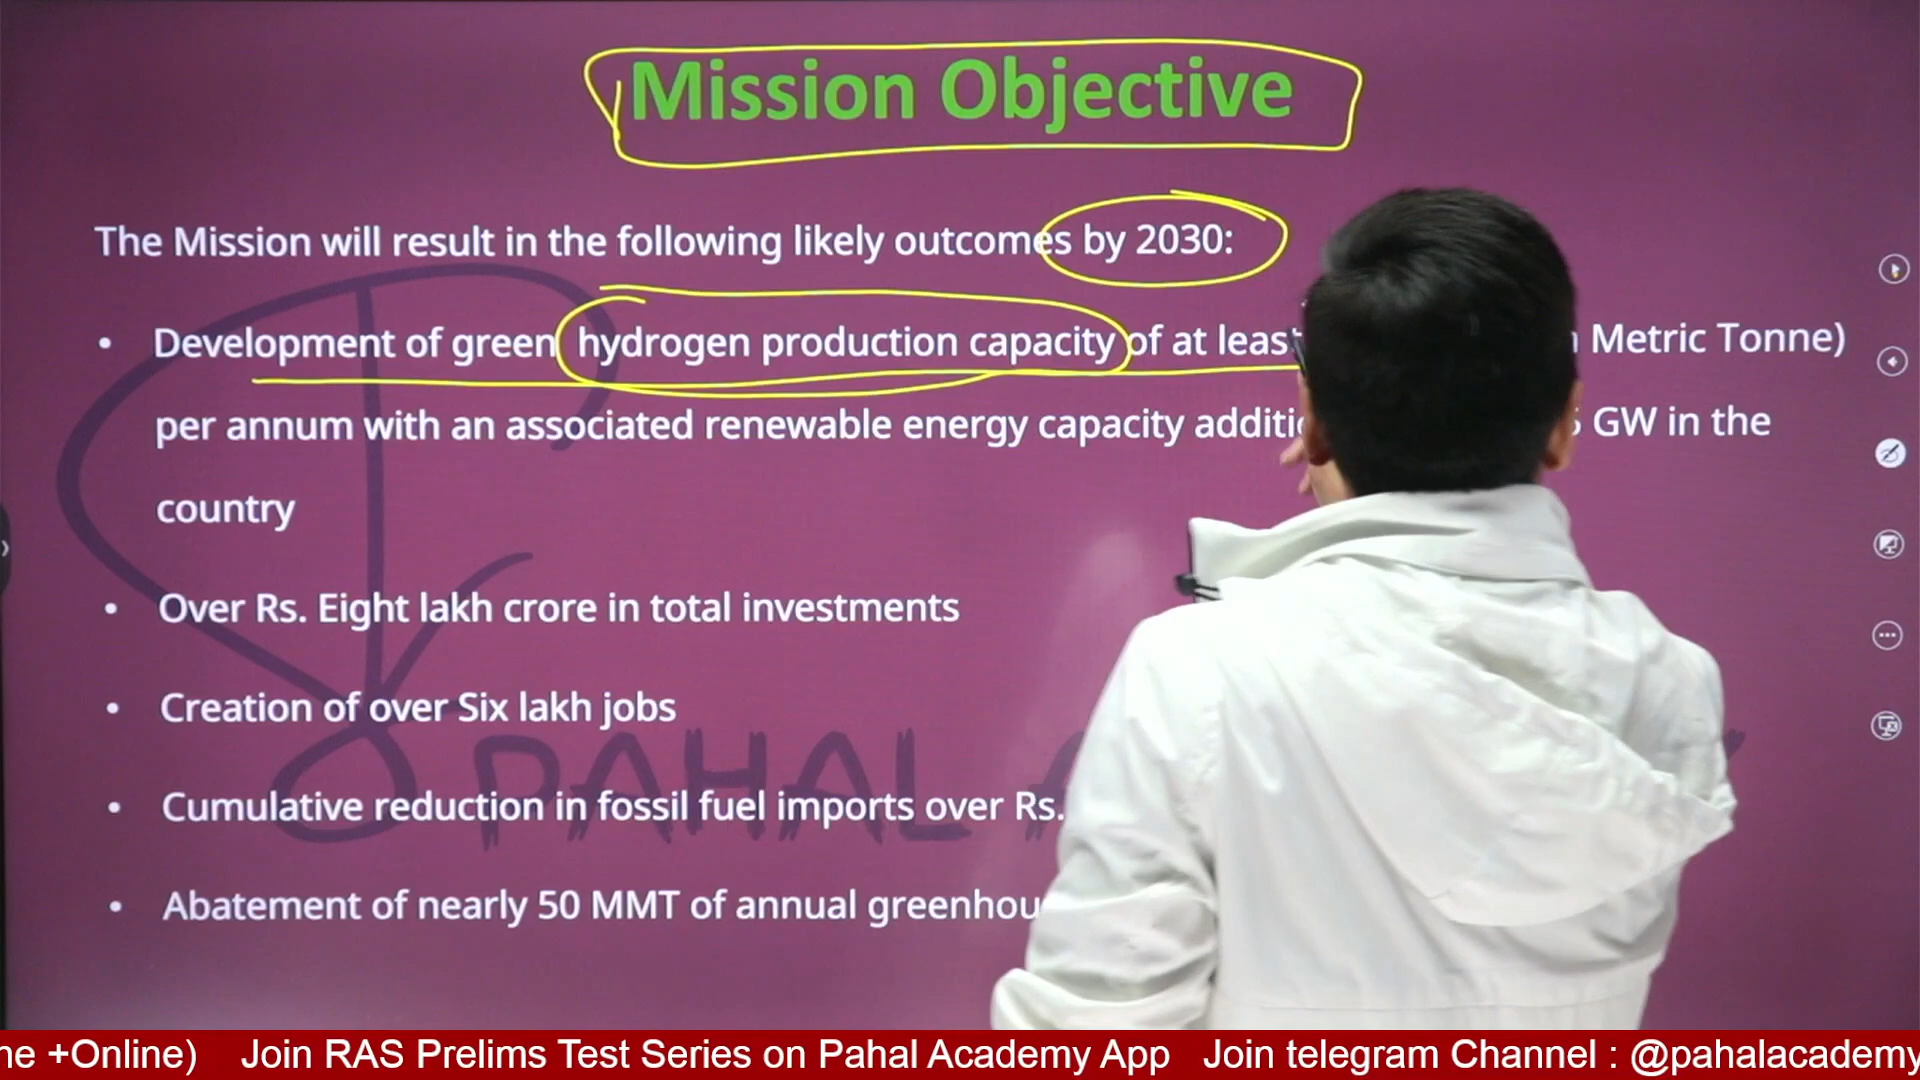 Mission Objective
The Mission will result in the following likely outcomes by 2030:
• Development of green hydrogen production capacity of at least Metric Tonne)
per annum with an associated renewable energy capacity GW in the
country
• Over Rs. Eight lakh crore in total investments
• Creation of over Six lakh jobs
• Cumulative reduction in fossil fuel imports over Rs.
• Abatement of nearly 50 MMT of annual
PAHAL
+Online) Join RAS Prelims Test Series on Pahal Academy App Join telegram Channel : @pahalacademy